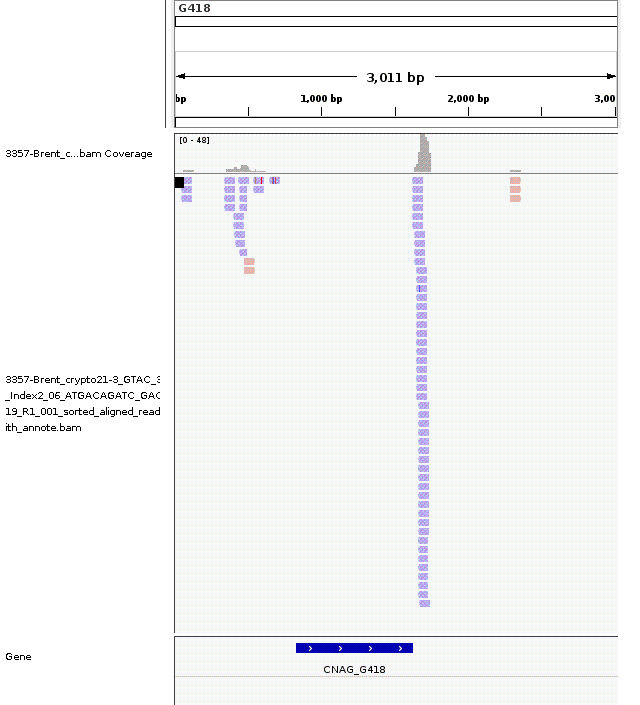 G418
3,011 bp
bp
1,000 bp
2,000 bp
3,00
[0 - 48]
3357-Brent_c...bam Coverage
3357-Brent_crypto21-3_GTAC_3
_Index2_06_ATGACAGATC_GAC
19_R1_001_sorted_aligned_read
ith_annote.bam
Gene
CNAG_G418